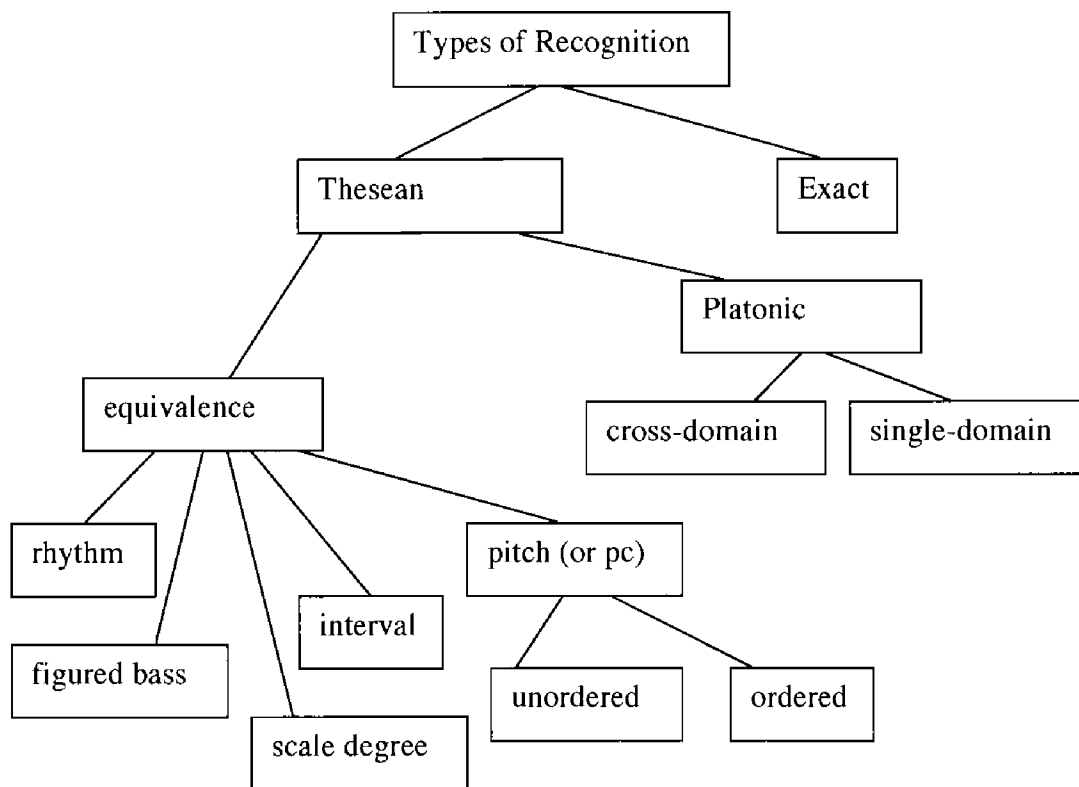 Types of Recognition
Thesean
Exact
Platonic
equivalence
cross-domain
single-domain
rhythm
pitch (or pc)
interval
figured bass
unordered
ordered
scale degree